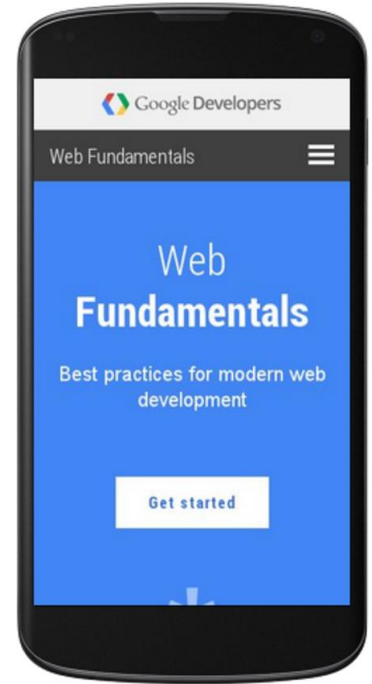 Google Developers
Web Fundamentals
Web
Fundamentals
Best practices for modern web
development
Get started